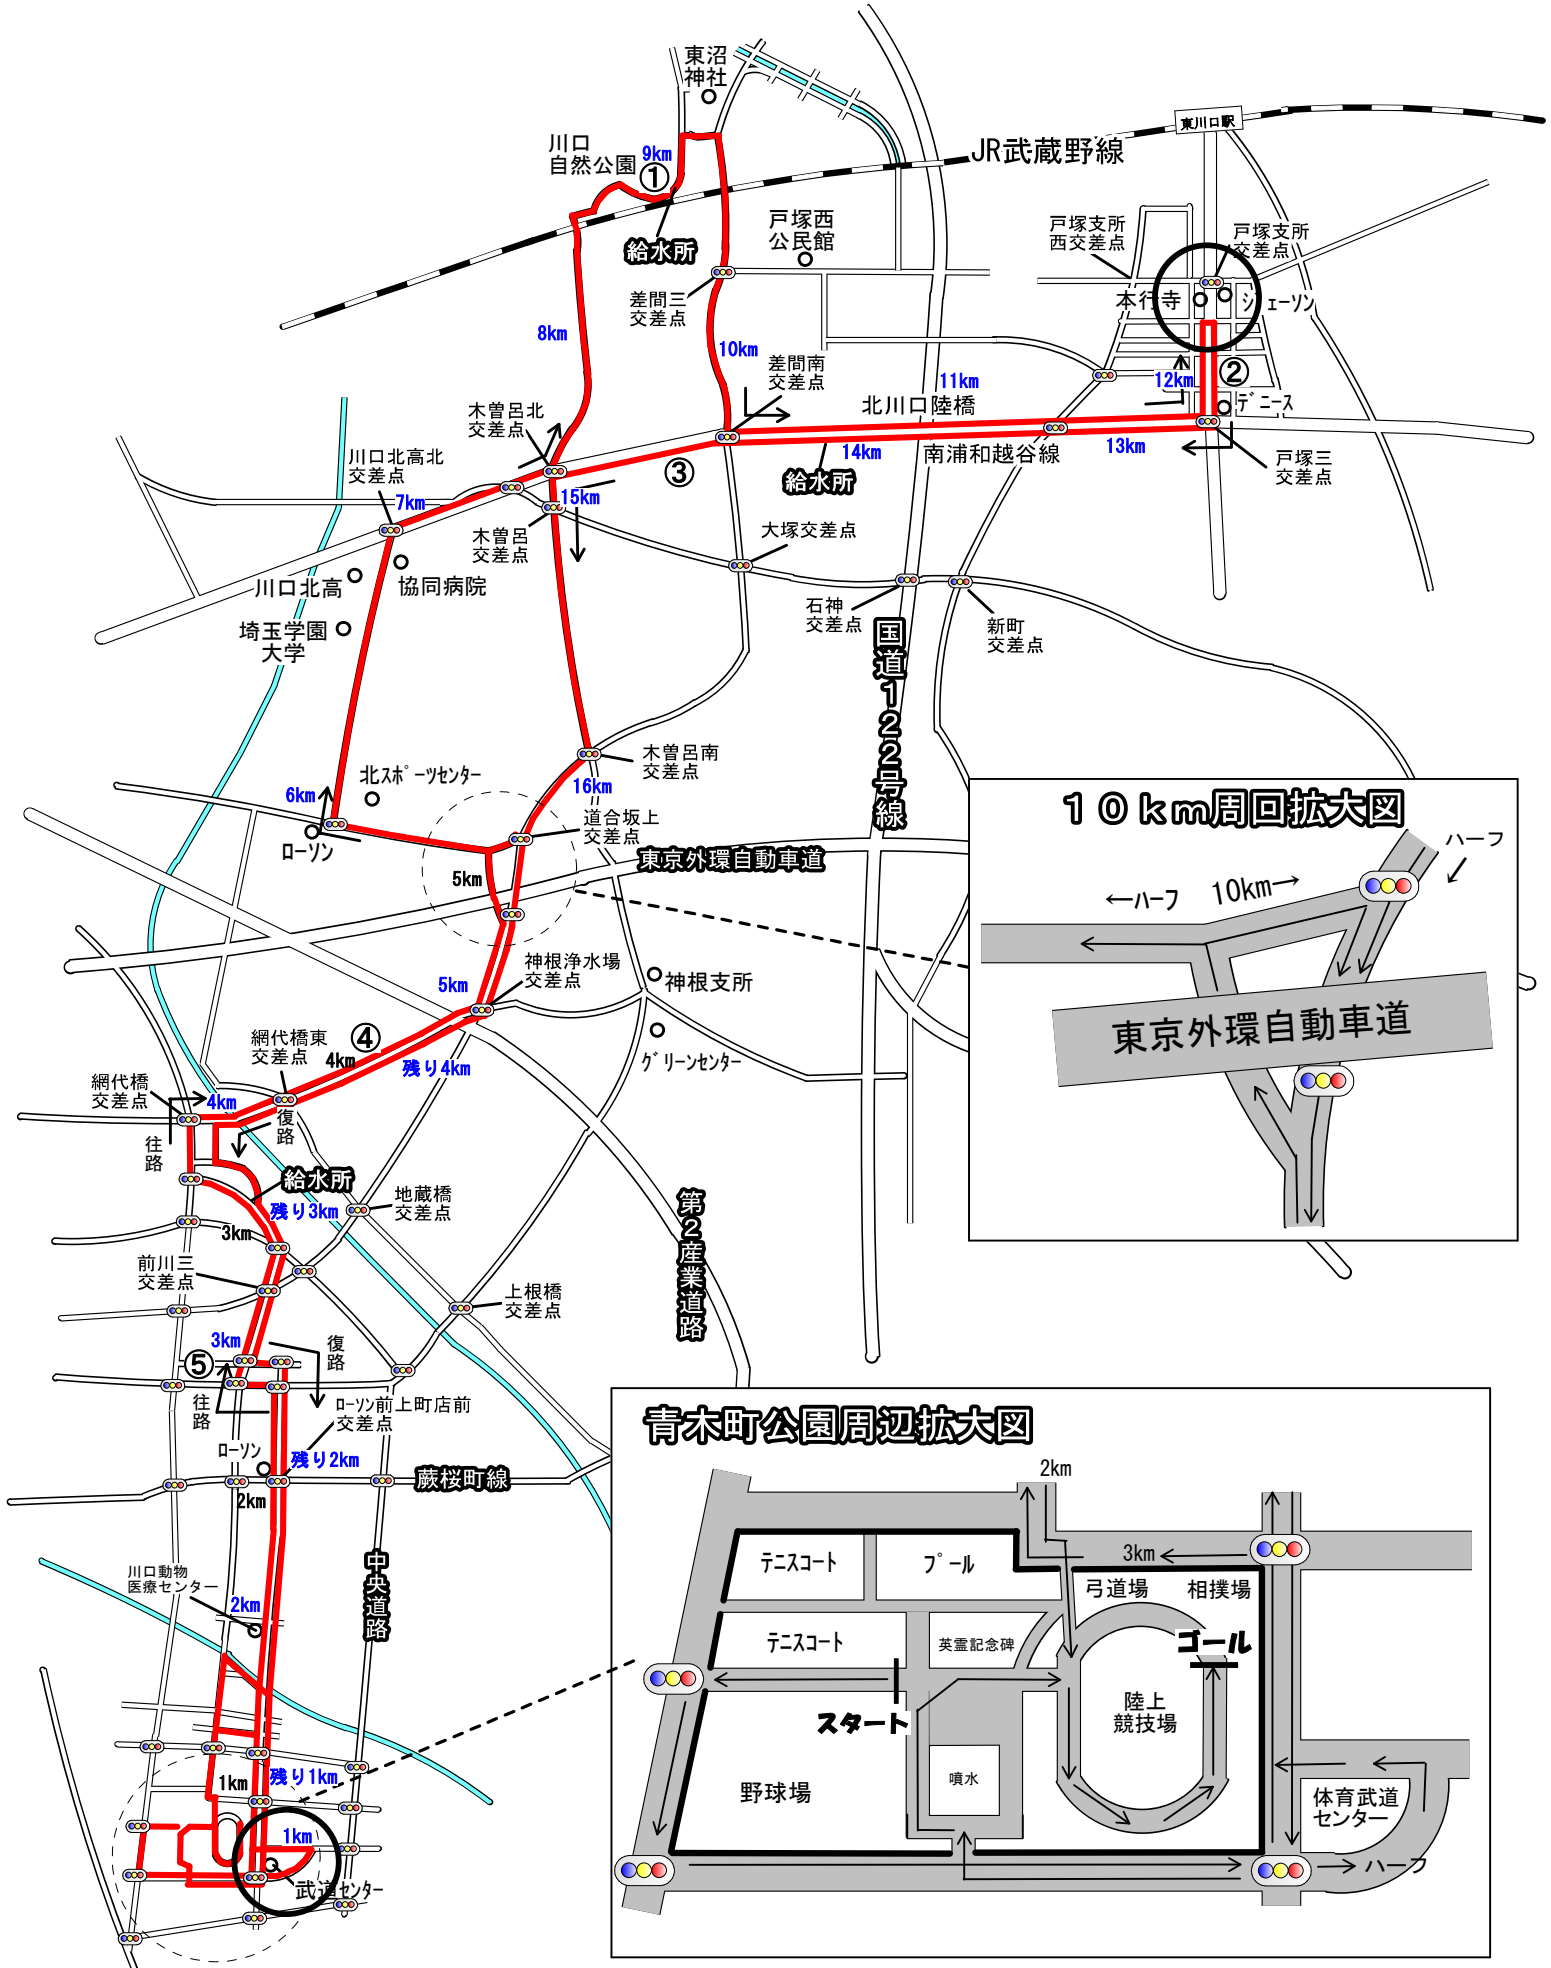 東沼
神社
川口
自然公園
9km
①
JR武蔵野線
東川口駅
給水所
戸塚西
公民館
戸塚支所
西交差点
戸塚支所
交差点
本行寺
ジェーソン
差間三
交差点
8km
10km
差間南
交差点
11km
12km
②
デニーズ
北川口陸橋
木曽呂北
交差点
南浦和越谷線
13km
14km
③
給水所
戸塚三
交差点
川口北高北
交差点
7km
15km
木曽呂
交差点
大塚交差点
川口北高
協同病院
石神
交差点
新町
交差点
埼玉学園
大学
国道122号線
木曽呂南
交差点
北スポーツセンター
6km
16km
ローソン
道合坂上
交差点
東京外環自動車道
5km
神根浄水場
交差点
5km
神根支所
グリーンセンター
網代橋東
交差点
④
4km
残り4km
網代橋
交差点
4km
復路
往路
給水所
残り3km
地蔵橋
交差点
3km
前川三
交差点
第2産業道路
上根橋
交差点
3km
復路
⑤
往路
ローソン前上町店前
交差点
ローソン
残り2km
蕨桜町線
2km
中央道路
川口動物
医療センター
2km
残り1km
1km
1km
武道センター
10km周回拡大図
ハーフ
←ハーフ
10km→
東京外環自動車道
青木町公園周辺拡大図
2km
3km
テニスコート
プール
弓道場
相撲場
テニスコート
英霊記念碑
ゴール
スタート
陸上
競技場
野球場
噴水
体育武道
センター
ハーフ